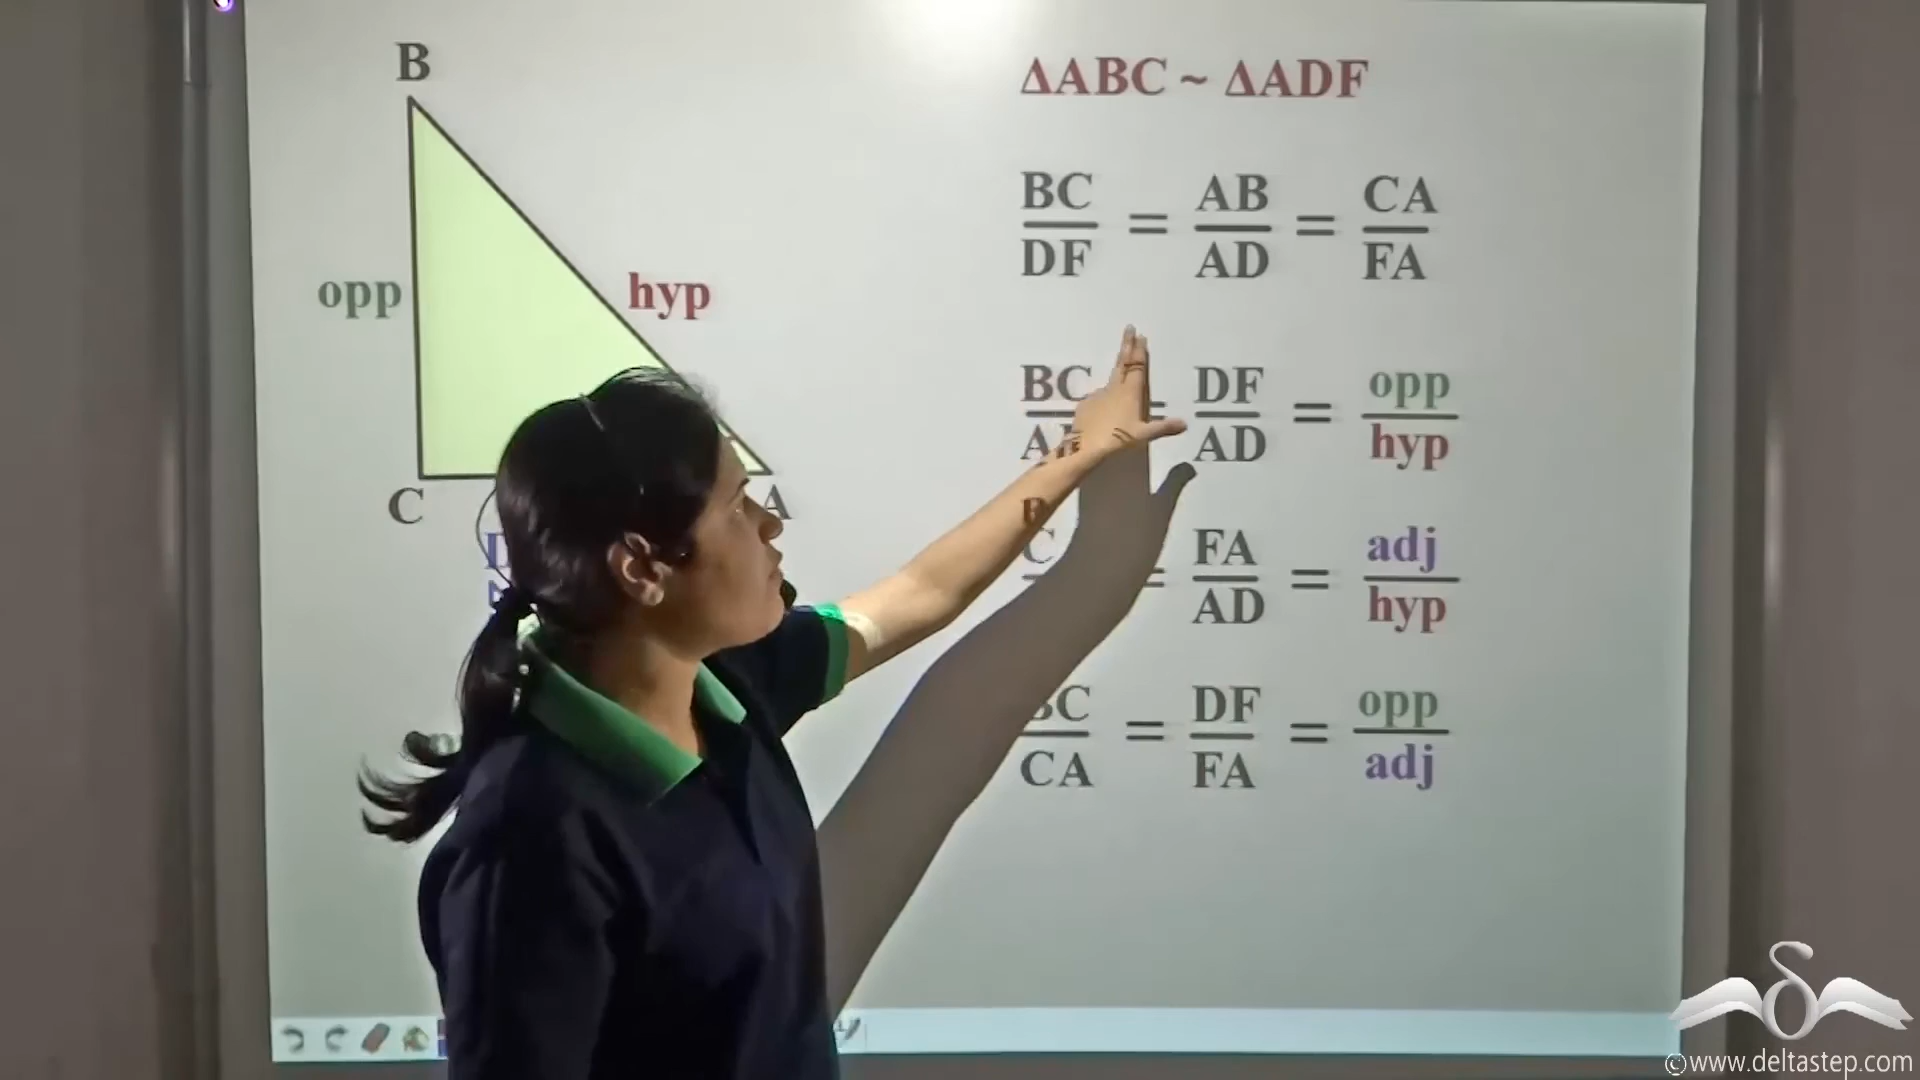 B
opp
hyp
C
A
ΔABC ~ ΔADF
BC/DF = AB/AD = CA/FA
BC = DF/AD = opp/hyp
C = FA/AD = adj/hyp
BC/CA = DF/FA = opp/adj
©www.deltastep.com